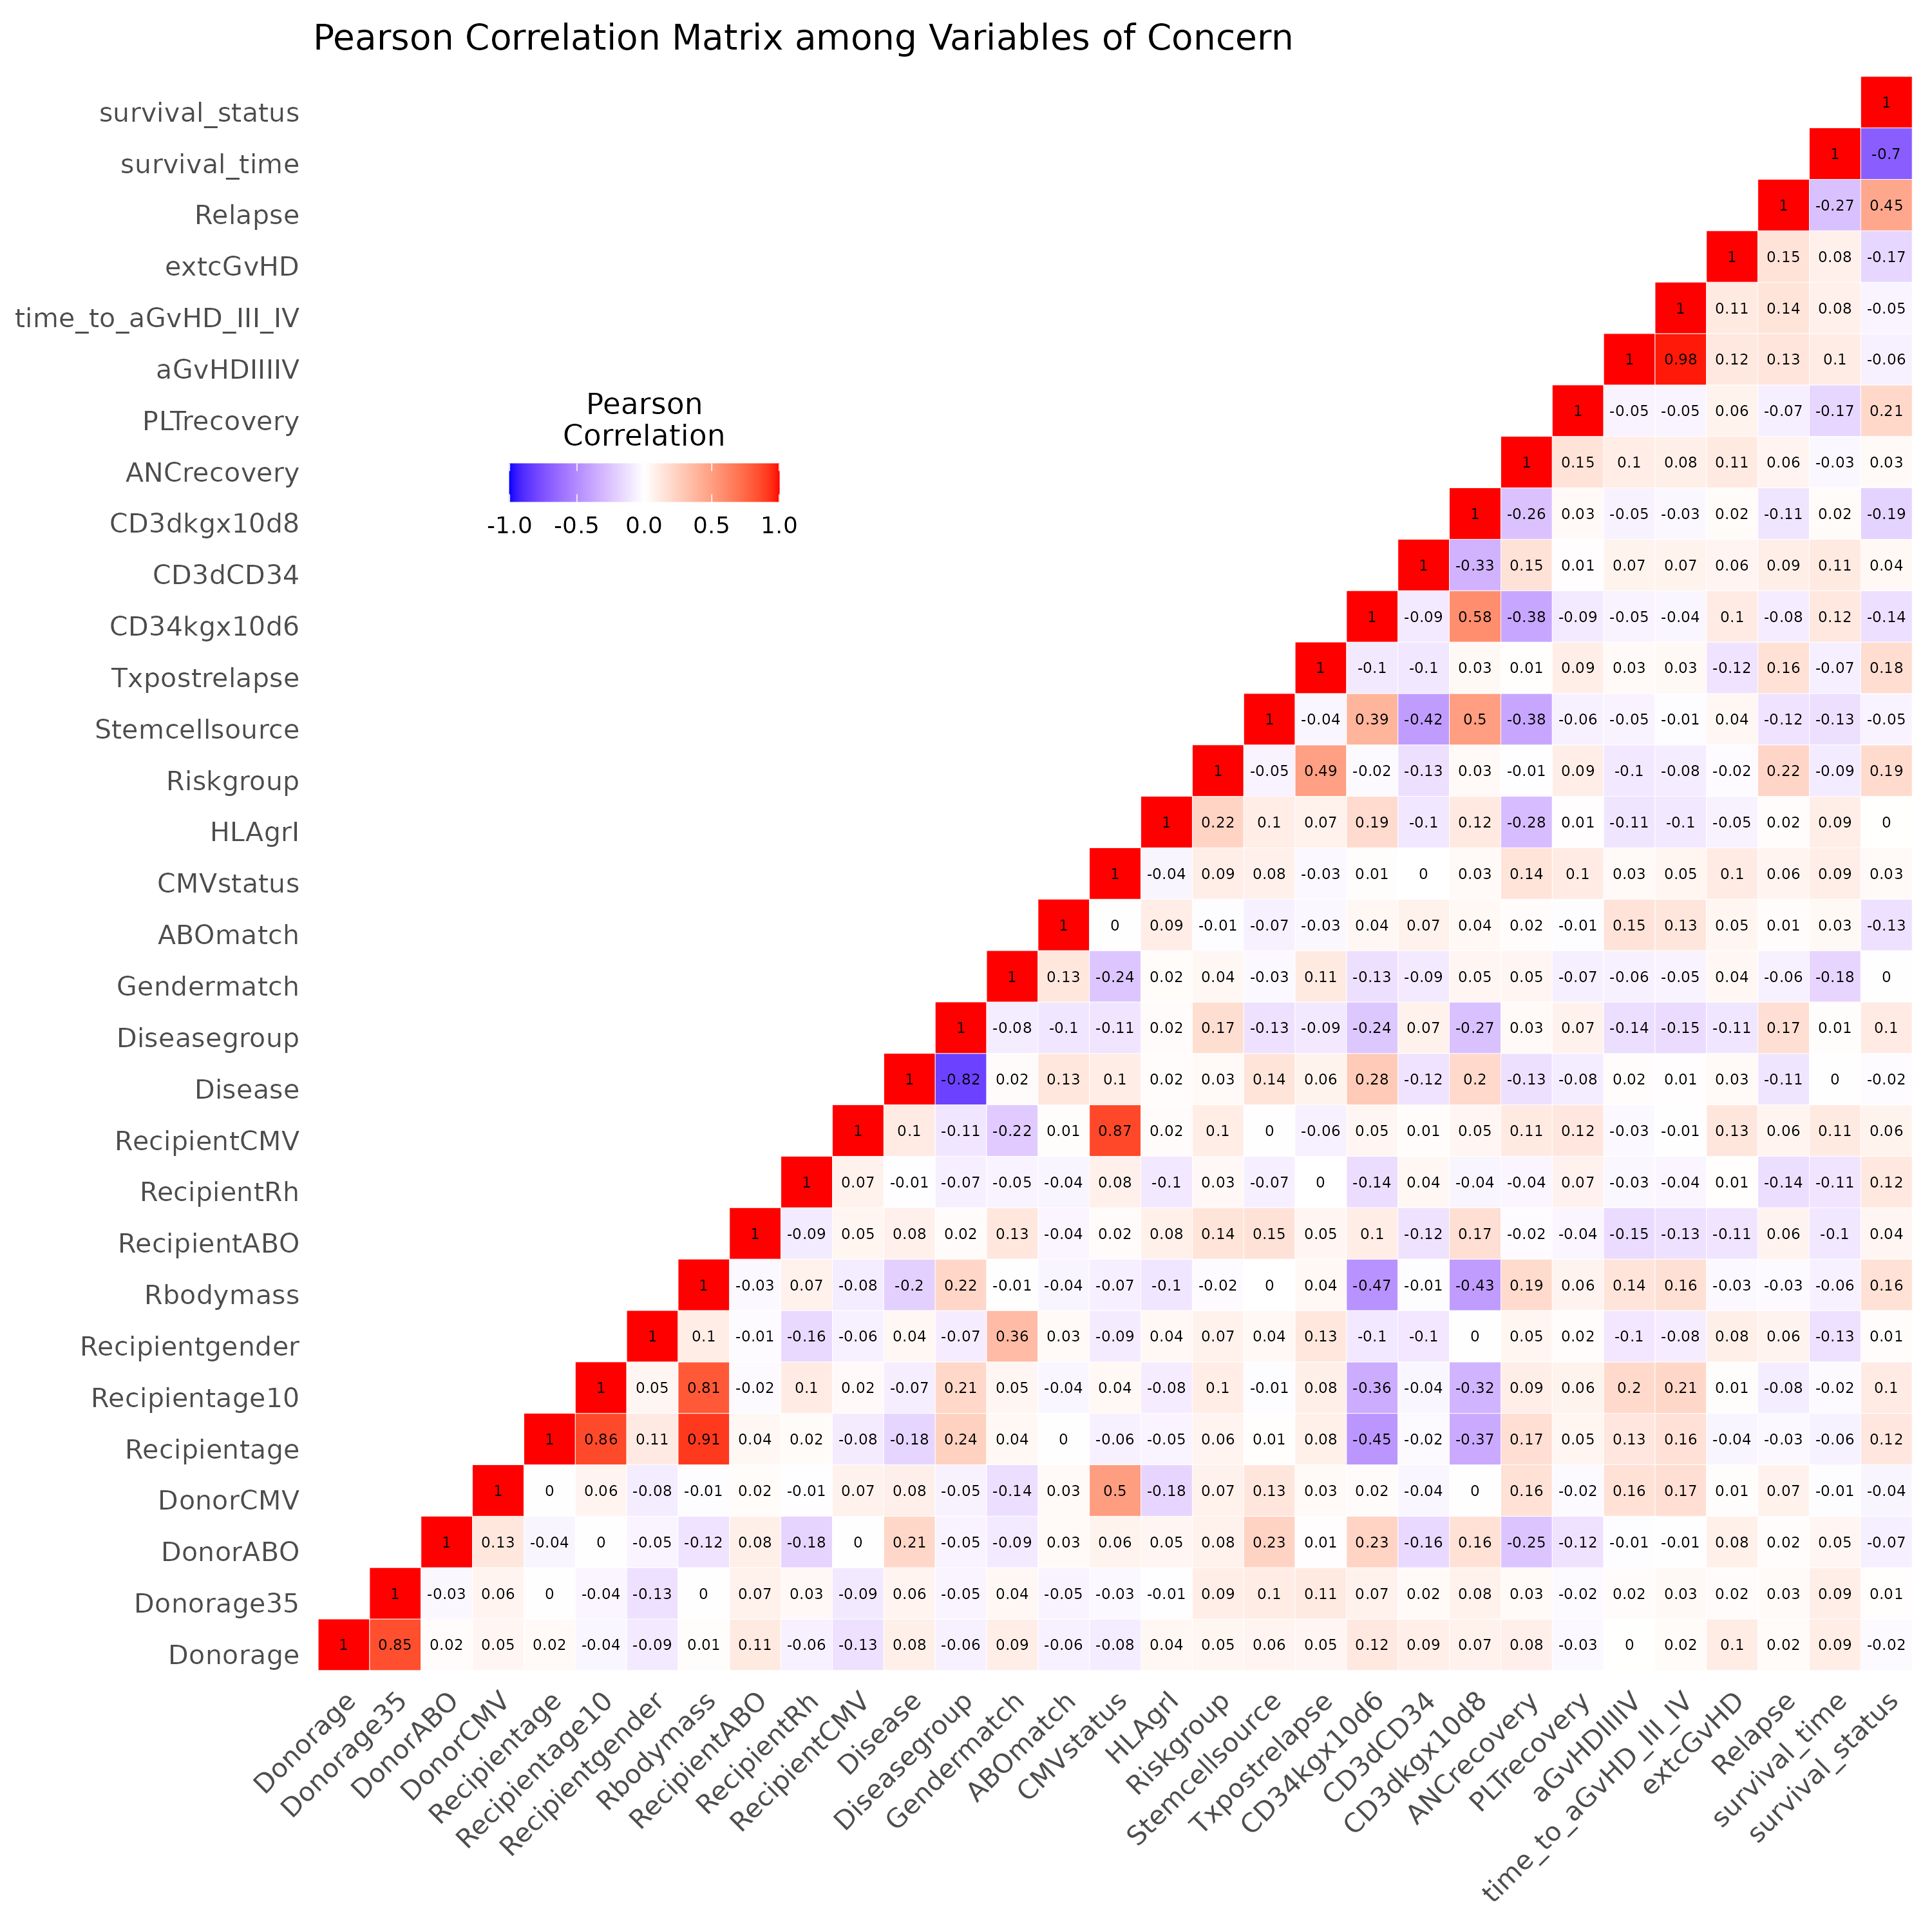 Pearson Correlation Matrix among Variables of Concern
survival_status 1
survival_time 1 -0.7
Relapse 1 -0.27 0.45
extcGvHD 1 0.15 0.08 -0.17
time_to_aGvHD_III_IV 1 0.11 0.14 0.08 -0.05
aGvHDIIIIV 1 0.98 0.12 0.13 0.1 -0.06
PLTrecovery 1 -0.05 -0.05 0.06 -0.07 -0.17 0.21
ANCrecovery 1 0.15 0.1 0.08 0.11 0.06 -0.03 0.03
CD3dkgx10d8 1 -0.26 0.03 -0.05 -0.03 0.02 -0.11 0.02 -0.19
CD3dCD34 1 -0.33 0.15 0.01 0.07 0.07 0.06 0.09 0.11 0.04
CD34kgx10d6 1 -0.09 0.58 -0.38 -0.09 -0.05 -0.04 0.1 -0.08 0.12 -0.14
Txpostrelapse 1 -0.1 -0.1 0.03 0.01 0.09 0.03 0.03 -0.12 0.16 -0.07 0.18
Stemcellsource 1 -0.04 0.39 -0.42 0.5 -0.38 -0.06 -0.05 -0.01 0.04 -0.12 -0.13 -0.05
Riskgroup 1 -0.05 0.49 -0.02 -0.13 0.03 -0.01 0.09 -0.1 -0.08 -0.02 0.22 -0.09 0.19
HLAgrI 1 0.22 0.1 0.07 0.19 -0.1 0.12 -0.28 0.01 -0.11 -0.1 -0.05 0.02 0.09 0
CMVstatus 1 -0.04 0.09 0.08 -0.03 0.01 0 0.03 0.14 0.1 0.03 0.05 0.1 0.06 0.09 0.03
ABOmatch 1 0 0.09 -0.01 -0.07 -0.03 0.04 0.07 0.04 0.02 -0.01 0.15 0.13 0.05 0.01 0.03 -0.13
Gendermatch 1 0.13 -0.24 0.02 0.04 -0.03 0.11 -0.13 -0.09 0.05 0.05 -0.07 -0.06 -0.05 0.04 -0.06 -0.18 0
Diseasegroup 1 -0.08 -0.1 -0.11 0.02 0.17 -0.13 -0.09 -0.24 0.07 -0.27 0.03 0.07 -0.14 -0.15 -0.11 0.17 0.01 0.1
Disease 1 -0.82 0.02 0.13 0.1 0.02 0.03 0.14 0.06 0.28 -0.12 0.2 -0.13 -0.08 0.02 0.01 0.03 -0.11 0 -0.02
RecipientCMV 1 0.1 -0.11 -0.22 0.01 0.87 0.02 0.1 0 -0.06 0.05 0.01 0.05 0.11 0.12 -0.03 -0.01 0.13 0.06 0.11 0.06
RecipientRh 1 0.07 -0.01 -0.07 -0.05 -0.04 0.08 -0.1 0.03 -0.07 0 -0.14 0.04 -0.04 -0.04 0.07 -0.03 -0.04 0.01 -0.14 -0.11 0.12
RecipientABO 1 -0.09 0.05 0.08 0.02 0.13 -0.04 0.02 0.08 0.14 0.15 0.05 0.1 -0.12 0.17 -0.02 -0.04 -0.15 -0.13 -0.11 0.06 -0.1 0.04
Rbodymass 1 -0.03 0.07 -0.08 -0.2 0.22 -0.01 -0.04 -0.07 -0.1 -0.02 0 0.04 -0.47 -0.01 -0.43 0.19 0.06 0.14 0.16 -0.03 -0.03 -0.06 0.16
Recipientgender 1 0.1 -0.01 -0.16 -0.06 0.04 -0.07 0.36 0.03 -0.09 0.04 0.07 0.04 0.13 -0.1 -0.1 0 0.05 0.02 -0.1 -0.08 0.08 0.06 -0.13 0.01
Recipientage10 1 0.05 0.81 -0.02 0.1 0.02 -0.07 0.21 0.05 -0.04 0.04 -0.08 0.1 -0.01 0.08 -0.36 -0.04 -0.32 0.09 0.06 0.2 0.21 0.01 -0.08 -0.02 0.1
Recipientage 1 0.86 0.11 0.91 0.04 0.02 -0.08 -0.18 0.24 0.04 0 -0.06 -0.05 0.06 0.01 0.08 -0.45 -0.02 -0.37 0.17 0.05 0.13 0.16 -0.04 -0.03 -0.06 0.12
DonorCMV 1 0 0.06 -0.08 -0.01 0.02 -0.01 0.07 0.08 -0.05 -0.14 0.03 0.5 -0.18 0.07 0.13 0.03 0.02 -0.04 0 0.16 -0.02 0.16 0.17 0.01 0.07 -0.01 -0.04
DonorABO 1 0.13 -0.04 0 -0.05 -0.12 0.08 -0.18 0 0.21 -0.05 -0.09 0.03 0.06 0.05 0.08 0.23 0.01 0.23 -0.16 0.16 -0.25 -0.12 -0.01 -0.01 0.08 0.02 0.05 -0.07
Donorage35 1 -0.03 0.06 0 -0.04 -0.13 0 0.07 0.03 -0.09 0.06 -0.05 0.04 -0.05 -0.03 -0.01 0.09 0.1 0.11 0.07 0.02 0.08 0.03 -0.02 0.02 0.03 0.02 0.03 0.09 0.01
Donorage 1 0.85 0.02 0.05 0.02 -0.04 -0.09 0.01 0.11 -0.06 -0.13 0.08 -0.06 0.09 -0.06 -0.08 0.04 0.05 0.06 0.05 0.12 0.09 0.07 0.08 -0.03 0 0.02 0.1 0.02 0.09 -0.02
Pearson
Correlation
-1.0 -0.5 0.0 0.5 1.0
Donorage
Donorage35
DonorABO
DonorCMV
Recipientage
Recipientage10
Recipientgender
Rbodymass
RecipientABO
RecipientRh
RecipientCMV
Disease
Diseasegroup
Gendermatch
ABOmatch
CMVstatus
HLAgrI
Riskgroup
Stemcellsource
Txpostrelapse
CD34kgx10d6
CD3dCD34
CD3dkgx10d8
ANCrecovery
PLTrecovery
aGvHDIIIIV
time_to_aGvHD_III_IV
extcGvHD
Relapse
survival_time
survival_status